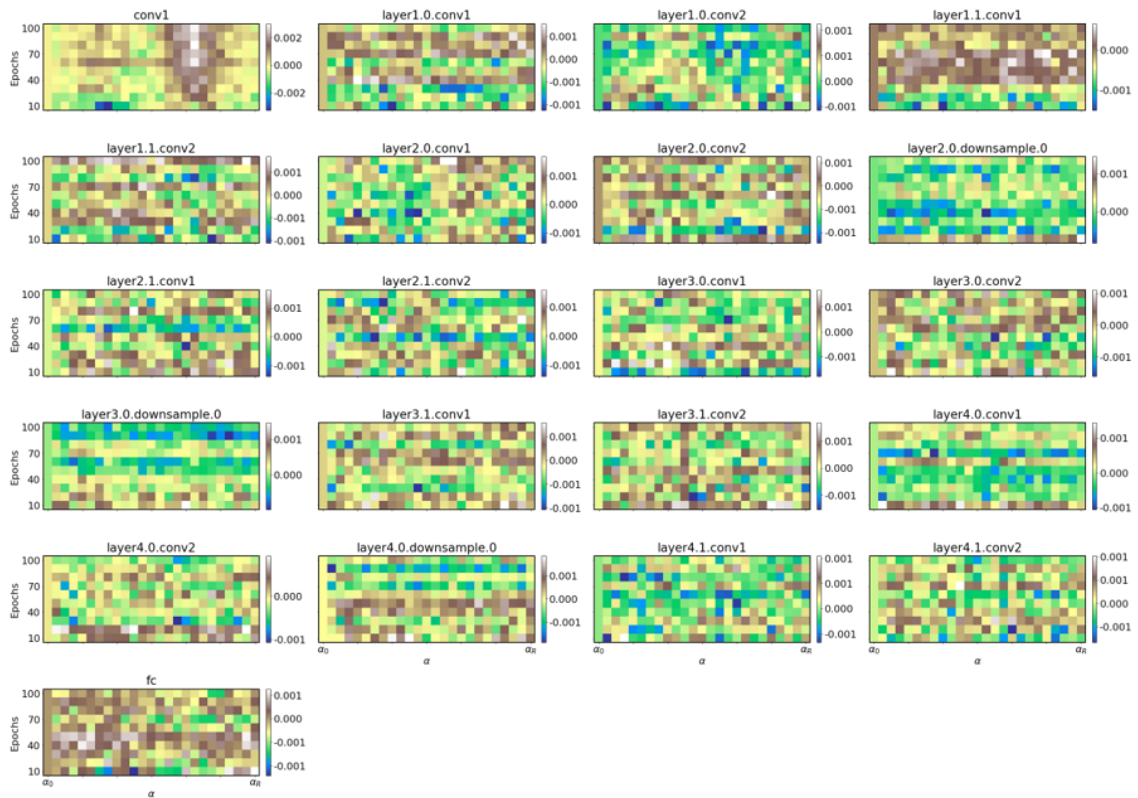 conv1 layer1.0.conv1 layer1.0.conv2 layer1.1.conv1
Epochs 100 70 40 10 0.002 0.000 -0.002 0.001 0.000 -0.001 -0.001 0.001 0.000 -0.001 0.000 -0.001
layer1.1.conv2 layer2.0.conv1 layer2.0.conv2 layer2.0.downsample.0
Epochs 100 70 40 10 0.001 0.000 -0.001 -0.001 0.001 0.000 -0.001 0.001 0.000 -0.001 -0.001 0.001 0.000
layer2.1.conv1 layer2.1.conv2 layer3.0.conv1 layer3.0.conv2
Epochs 100 70 40 10 0.001 0.000 -0.001 0.001 0.000 -0.001 0.001 0.000 -0.001 0.001 0.000 -0.001
layer3.0.downsample.0 layer3.1.conv1 layer3.1.conv2 layer4.0.conv1
Epochs 100 70 40 10 0.001 0.000 0.001 0.000 -0.001 -0.001 0.001 0.000 -0.001 0.001 0.000 -0.001 -0.001
layer4.0.conv2 layer4.0.downsample.0 layer4.1.conv1 layer4.1.conv2
Epochs 100 70 40 10 0.000 -0.001 -0.001 0.001 0.000 -0.001 0.001 0.000 -0.001 0.001 0.001 0.000 -0.001
α0 αR α0 αR α0 αR
α α α
fc
Epochs 100 70 40 10 0.001 0.000 -0.001 -0.001
α0 αR
α